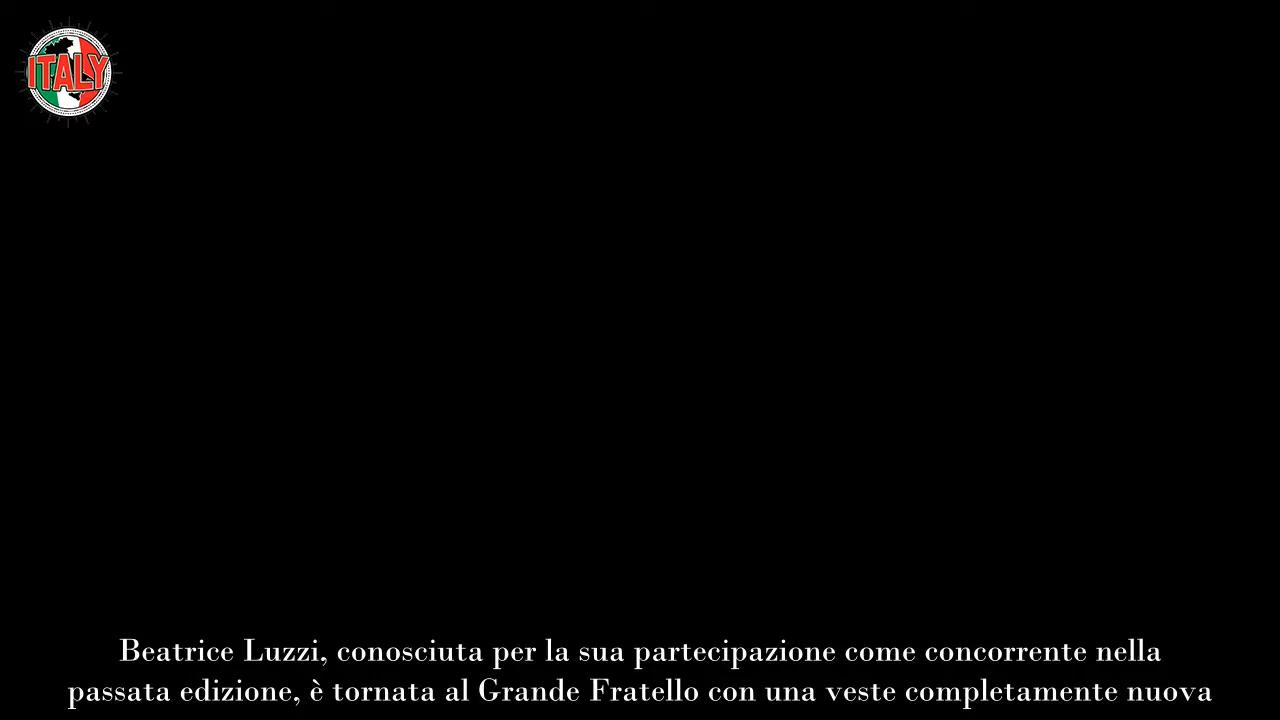 ITALY
Beatrice Luzzi, conosciuta per la sua partecipazione come concorrente nella
passata edizione, è tornata al Grande Fratello con una veste completamente nuova